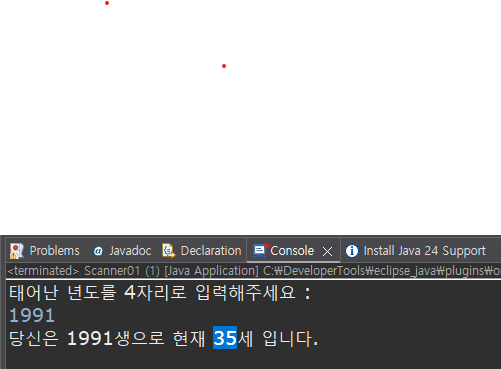 Problems Javadoc Declaration Console Install Java 24 Support
<terminated> Scanner01 (1) [Java Application] C:₩DeveloperTools₩eclipse_java₩plugins₩o
태어난 년도를 4자리로 입력해주세요 :
1991
당신은 1991생으로 현재 35세 입니다.